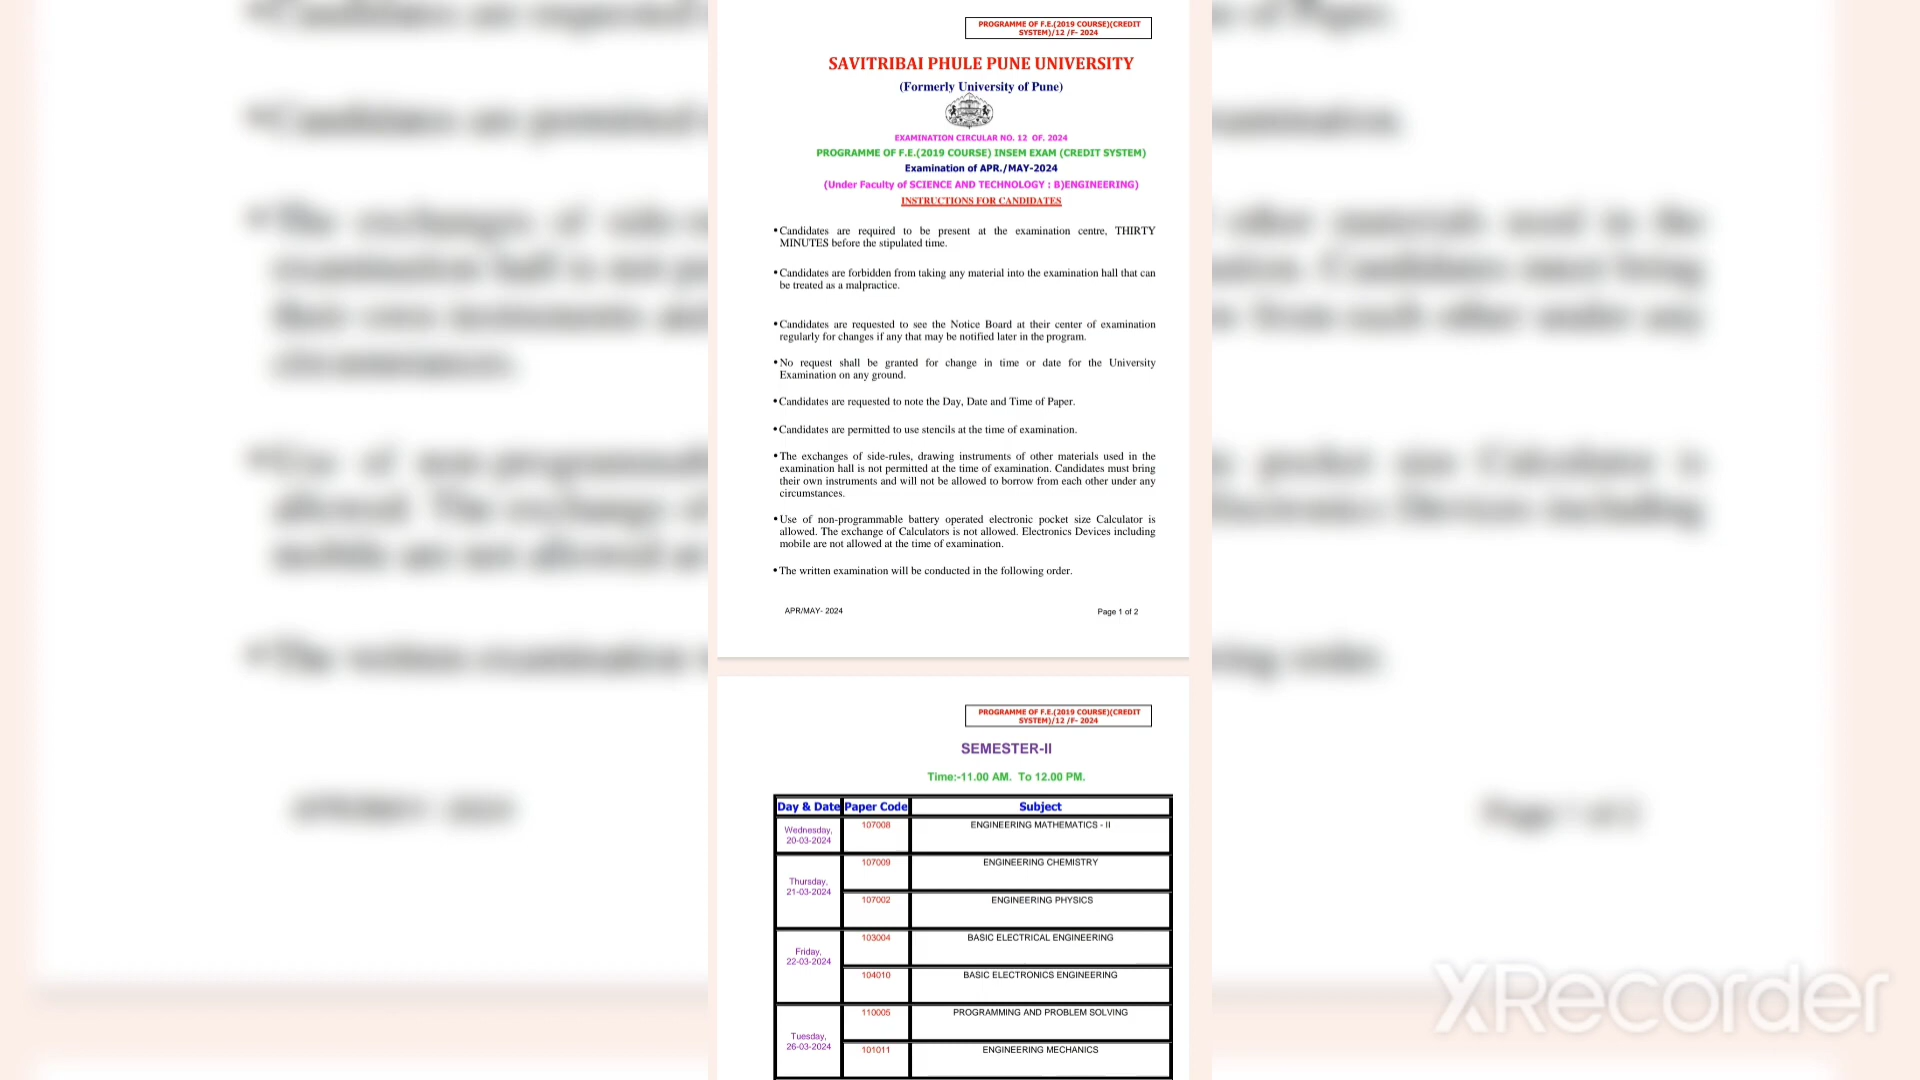 PROGRAMME OF F.E.(2019 COURSE)(CREDIT
SYSTEM)/12 /F- 2024
SAVITRIBAI PHULE PUNE UNIVERSITY
(Formerly University of Pune)
EXAMINATION CIRCULAR NO. 12 OF. 2024
PROGRAMME OF F.E.(2019 COURSE) INSEM EXAM (CREDIT SYSTEM)
Examination of APR./MAY-2024
(Under Faculty of SCIENCE AND TECHNOLOGY : B)ENGINEERING)
INSTRUCTIONS FOR CANDIDATES
•Candidates are required to be present at the examination centre, THIRTY
MINUTES before the stipulated time.
•Candidates are forbidden from taking any material into the examination hall that can
be treated as a malpractice.
•Candidates are requested to see the Notice Board at their center of examination
regularly for changes if any that may be notified later in the program.
•No request shall be granted for change in time or date for the University
Examination on any ground.
•Candidates are requested to note the Day, Date and Time of Paper.
•Candidates are permitted to use stencils at the time of examination.
•The exchanges of side-rules, drawing instruments of other materials used in the
examination hall is not permitted at the time of examination. Candidates must bring
their own instruments and will not be allowed to borrow from each other under any
circumstances.
•Use of non-programmable battery operated electronic pocket size Calculator is
allowed. The exchange of Calculators is not allowed. Electronics Devices including
mobile are not allowed at the time of examination.
•The written examination will be conducted in the following order.
APR/MAY- 2024 Page 1 of 2
PROGRAMME OF F.E.(2019 COURSE)(CREDIT
SYSTEM)/12 /F- 2024
SEMESTER-II
Time:-11.00 AM. To 12.00 PM.
Day & Date Paper Code Subject
Wednesday,
20-03-2024
107008 ENGINEERING MATHEMATICS - II
Thursday,
21-03-2024
107009 ENGINEERING CHEMISTRY
107002 ENGINEERING PHYSICS
Friday,
22-03-2024
103004 BASIC ELECTRICAL ENGINEERING
104010 BASIC ELECTRONICS ENGINEERING
Tuesday,
26-03-2024
110005 PROGRAMMING AND PROBLEM SOLVING
101011 ENGINEERING MECHANICS
XRecorder